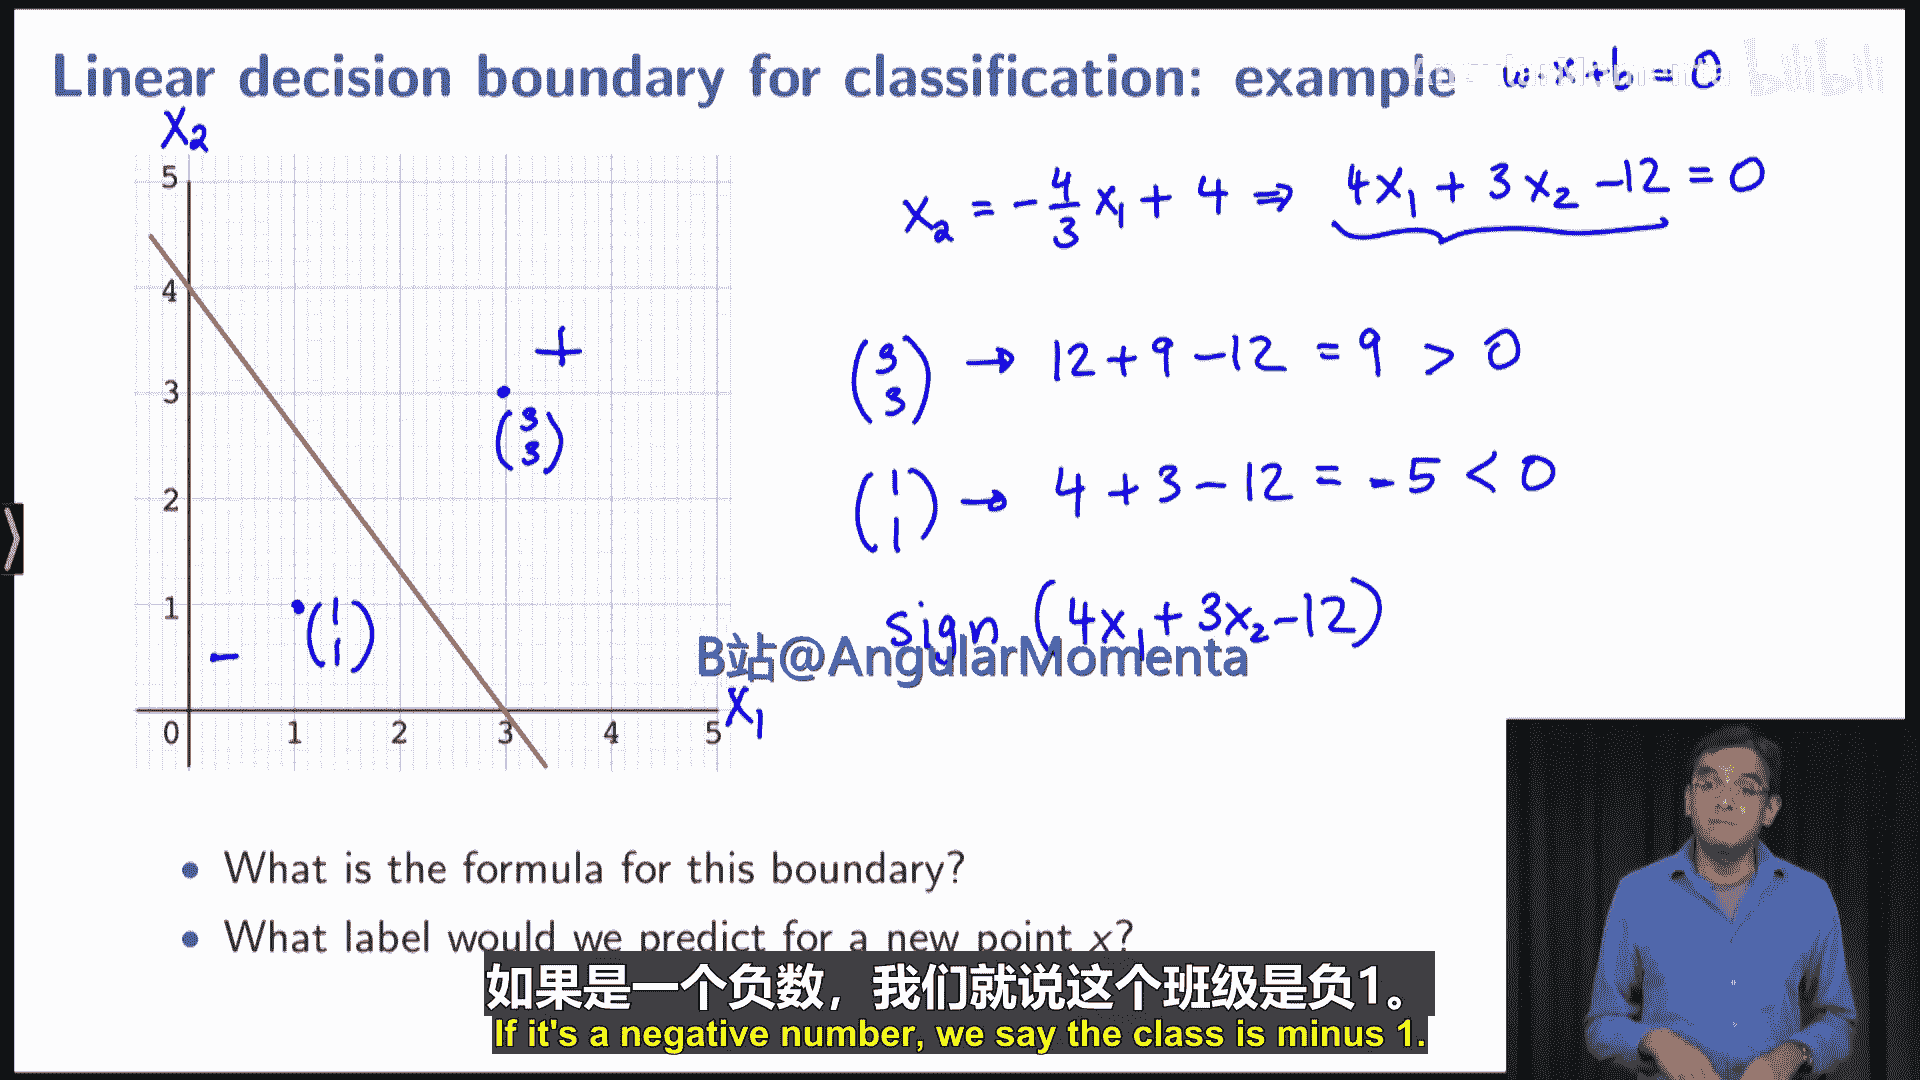 Linear decision boundary for classification: example
w·x+b = 0
bilibili
x₂
5
4
3
2
1
0 1 2 3 4 5
x₁
+
(3 3)
-
(1 1)
x₂ = -4/3 x₁ + 4 ⇒ 4x₁ + 3x₂ -12 = 0
(3 3) → 12 + 9 - 12 = 9 > 0
(1 1) → 4 + 3 - 12 = -5 < 0
sign (4x₁ + 3x₂ -12)
B站@AngularMomenta
• What is the formula for this boundary?
• What label would we predict for a new point x?
如果是一个负数，我们就说这个班级是负1。
If it's a negative number, we say the class is minus 1.